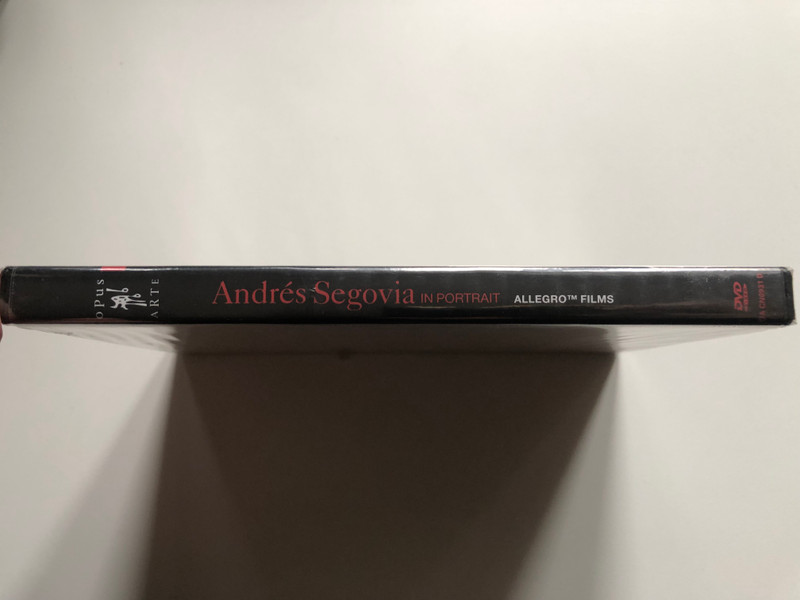 OPUS
ARTE
Andrés Segovia IN PORTRAIT ALLEGRO™ FILMS
DVD